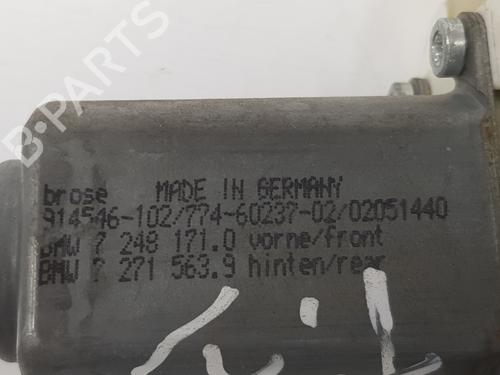 B-PARTS
brose MADE IN GERMANY
914546-102/774-60237-02/02051440
BMW 7 248 171.0 vorne/front
BMW 7 271 563.9 hinten/rear